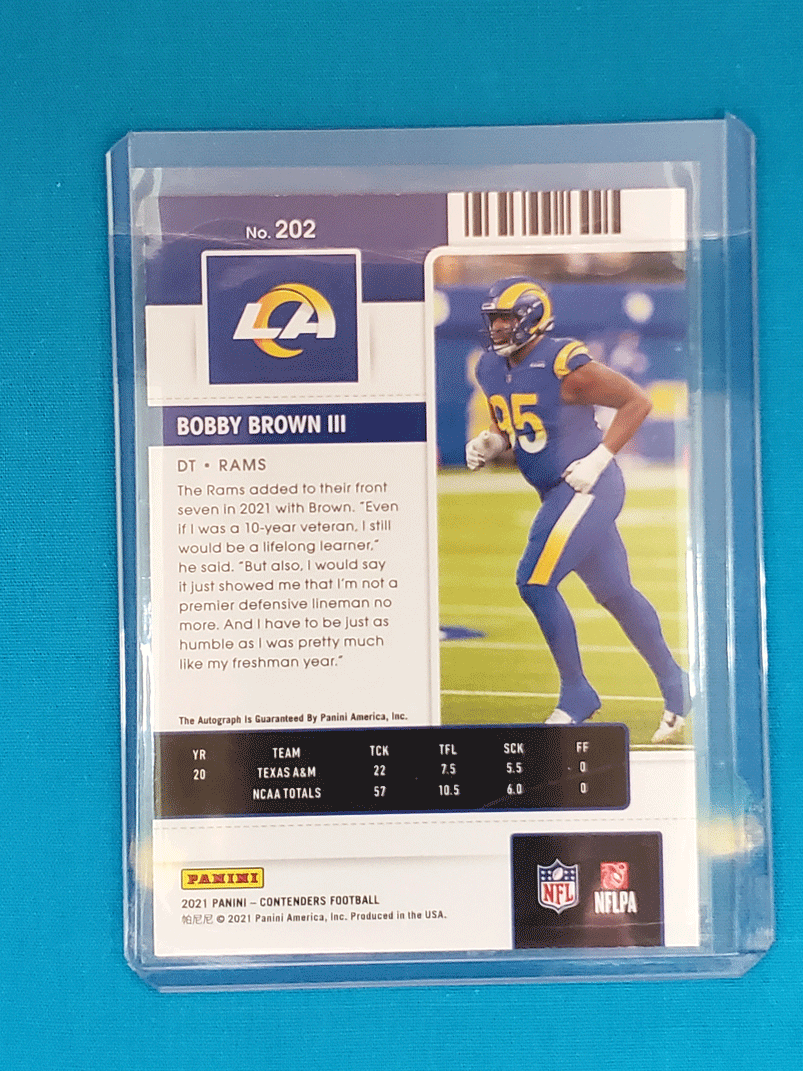 No. 202
LA
BOBBY BROWN III
DT • RAMS
The Rams added to their front
seven in 2021 with Brown. “Even
if I was a 10-year veteran, I still
would be a lifelong learner,”
he said. “But also, I would say
it just showed me that I’m not a
premier defensive lineman no
more. And I have to be just as
humble as I was pretty much
like my freshman year.”
95
The Autograph Is Guaranteed By Panini America, Inc.
YR TEAM TCK TFL SCK FF
20 TEXAS A&M 22 7.5 5.5 0
NCAA TOTALS 57 10.5 6.0 0
PANINI
2021 PANINI – CONTENDERS FOOTBALL
帕尼尼 © 2021 Panini America, Inc. Produced in the USA.
NFL
NFLPA